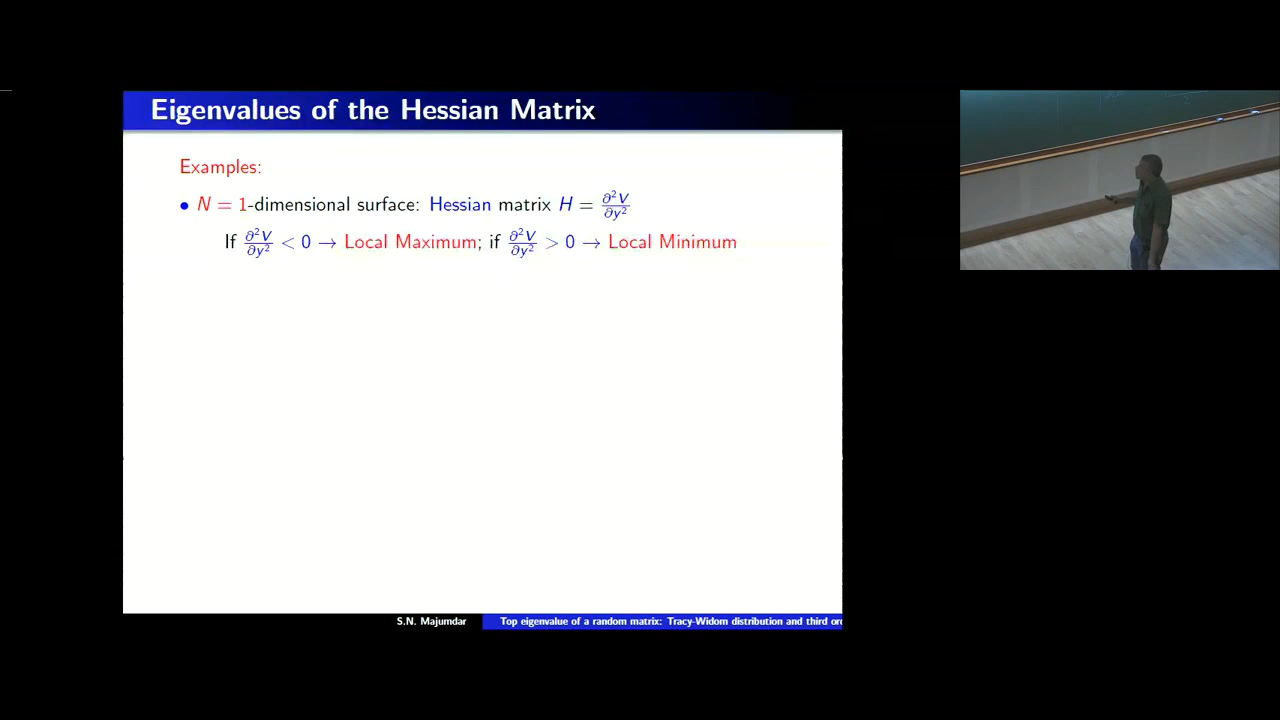 Eigenvalues of the Hessian Matrix
Examples:
• N = 1-dimensional surface: Hessian matrix H = ∂²V/∂y²
If ∂²V/∂y² < 0 → Local Maximum; if ∂²V/∂y² > 0 → Local Minimum
S.N. Majumdar
Top eigenvalue of a random matrix: Tracy-Widom distribution and third ord